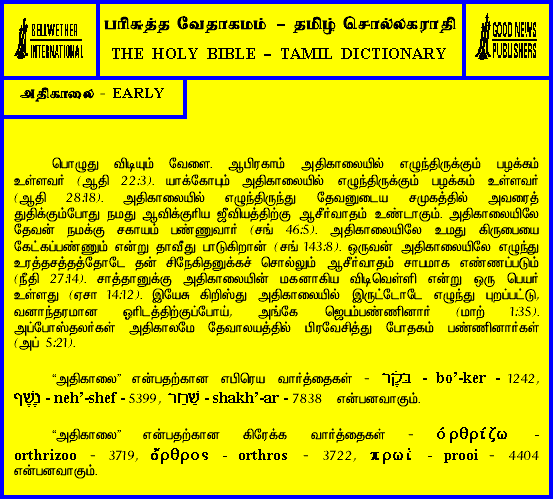 BELLWETHER
INTERNATIONAL
பரிசுத்த வேதாகமம் – தமிழ் சொல்லகராதி
THE HOLY BIBLE – TAMIL DICTIONARY
GOOD NEWS
PUBLISHERS
அதிகாலை - EARLY
பொழுது விடியும் வேளை. ஆபிரகாம் அதிகாலையில் எழுந்திருக்கும் பழக்கம்
உள்ளவர் (ஆதி 22:3). யாக்கோபும் அதிகாலையில் எழுந்திருக்கும் பழக்கம் உள்ளவர்
(ஆதி 28:18). அதிகாலையில் எழுந்திருந்து தேவனுடைய சமுகத்தில் அவரைத்
துதிக்கும்போது நமது ஆவிக்குரிய ஜீவியத்திற்கு ஆசீர்வாதம் உண்டாகும். அதிகாலையிலே
தேவன் நமக்கு சகாயம் பண்ணுவார் (சங் 46:5). அதிகாலையிலே உமது கிருபையை
கேட்கப்பண்ணும் என்று தாவீது பாடுகிறான் (சங் 143:8). ஒருவன் அதிகாலையிலே எழுந்து
உரத்தசத்தத்தோடே தன் சிநேகிதனுக்கச் சொல்லும் ஆசீர்வாதம் சாபமாக எண்ணப்படும்
(நீதி 27:14). சாத்தானுக்கு அதிகாலையின் மகனாகிய விடிவெள்ளி என்று ஒரு பெயர்
உள்ளது (ஏசா 14:12). இயேசு கிறிஸ்து அதிகாலையில் இருட்டோடே எழுந்து புறப்பட்டு,
வனாந்தரமான ஓரிடத்திற்குப்போய், அங்கே ஜெபம்பண்ணினார் (மாற் 1:35).
அப்போஸ்தலர்கள் அதிகாலமே தேவாலயத்தில் பிரவேசித்து போதகம் பண்ணினார்கள்
(அப் 5:21).
“அதிகாலை” என்பதற்கான எபிரெய வார்த்தைகள் - בֹּקֶר - bo’-ker - 1242,
נֶשֶׁף - neh’-shef - 5399, שַׁחַר - shakh’-ar - 7838 என்பனவாகும்.
“அதிகாலை” என்பதற்கான கிரேக்க வார்த்தைகள் - ὀρθρίζω -
orthrizoo - 3719, ὄρθρος - orthros - 3722, πρωί - prooi - 4404
என்பனவாகும்.